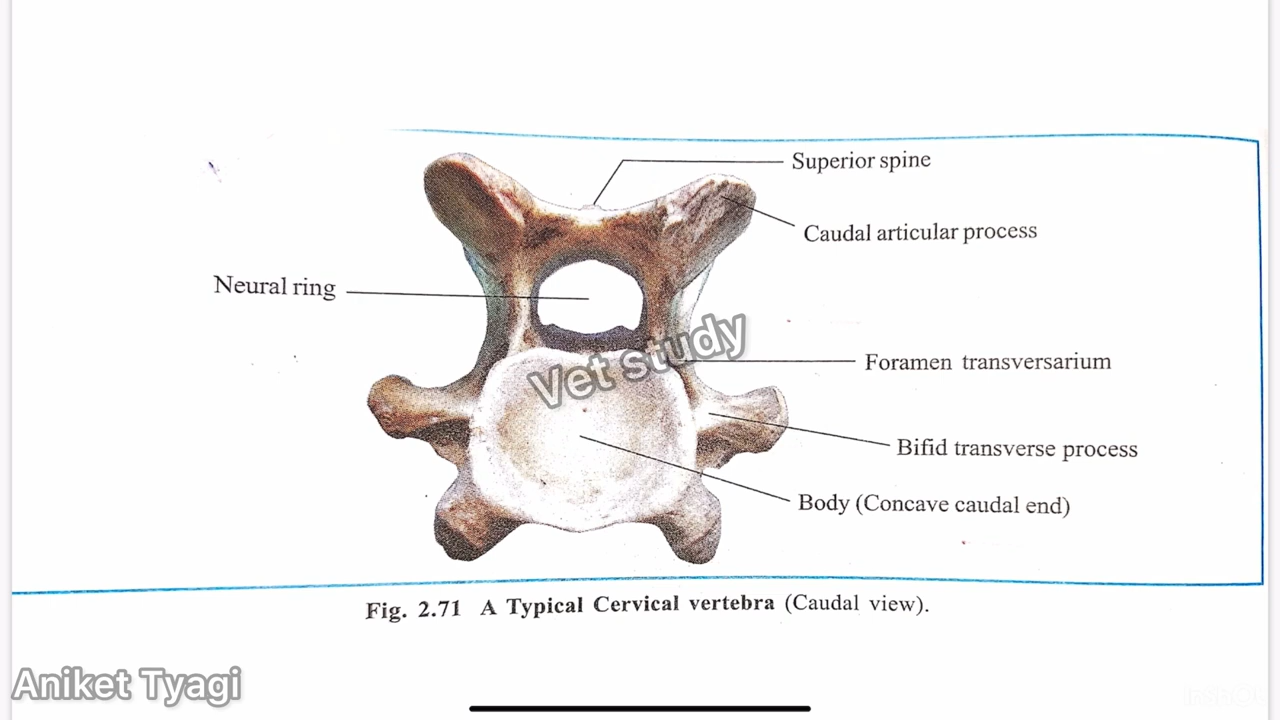 Superior spine
Caudal articular process
Neural ring
Vet study
Foramen transversarium
Bifid transverse process
Body (Concave caudal end)
Fig. 2.71 A Typical Cervical vertebra (Caudal view).
Aniket Tyagi